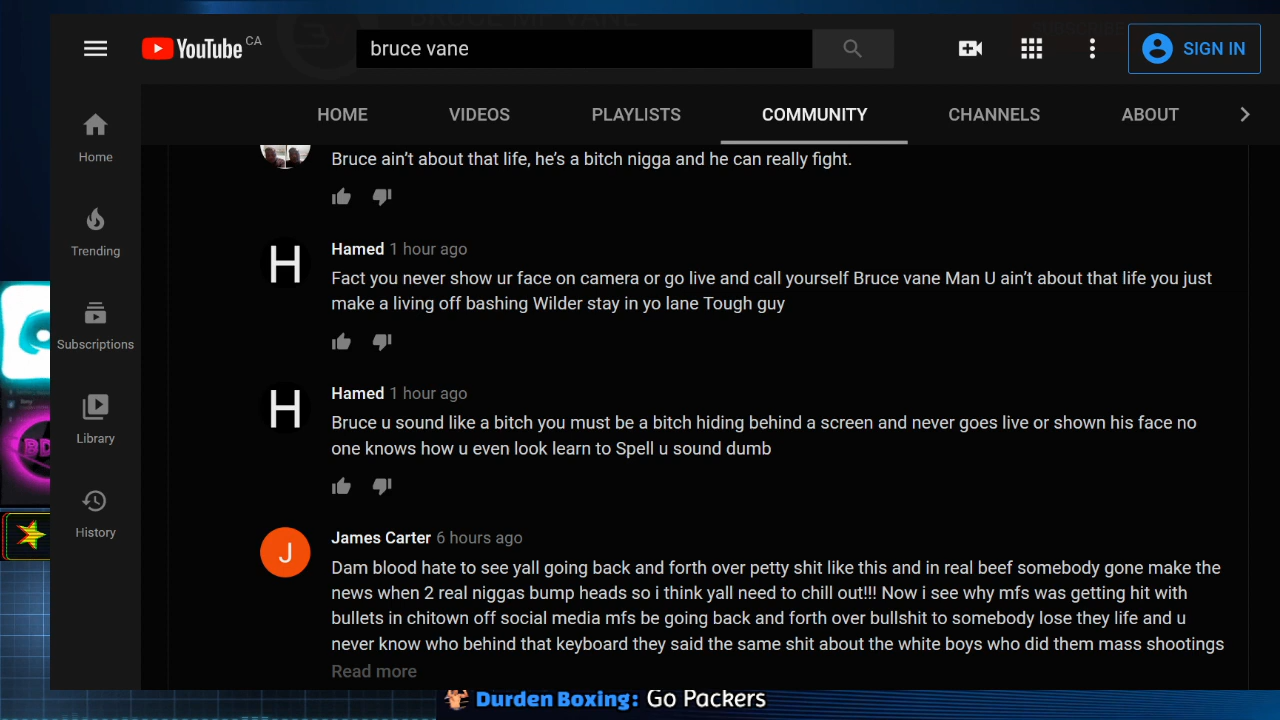 BRUCE MF VANE
YouTube CA
bruce vane
SIGN IN
HOME
VIDEOS
PLAYLISTS
COMMUNITY
CHANNELS
ABOUT
Home
Trending
Subscriptions
Library
History
Bruce ain’t about that life, he’s a bitch nigga and he can really fight.
H
Hamed 1 hour ago
Fact you never show ur face on camera or go live and call yourself Bruce vane Man U ain’t about that life you just
make a living off bashing Wilder stay in yo lane Tough guy
H
Hamed 1 hour ago
Bruce u sound like a bitch you must be a bitch hiding behind a screen and never goes live or shown his face no
one knows how u even look learn to Spell u sound dumb
J
James Carter 6 hours ago
Dam blood hate to see yall going back and forth over petty shit like this and in real beef somebody gone make the
news when 2 real niggas bump heads so i think yall need to chill out!!! Now i see why mfs was getting hit with
bullets in chitown off social media mfs be going back and forth over bullshit to somebody lose they life and u
never know who behind that keyboard they said the same shit about the white boys who did them mass shootings
Read more
Durden Boxing: Go Packers